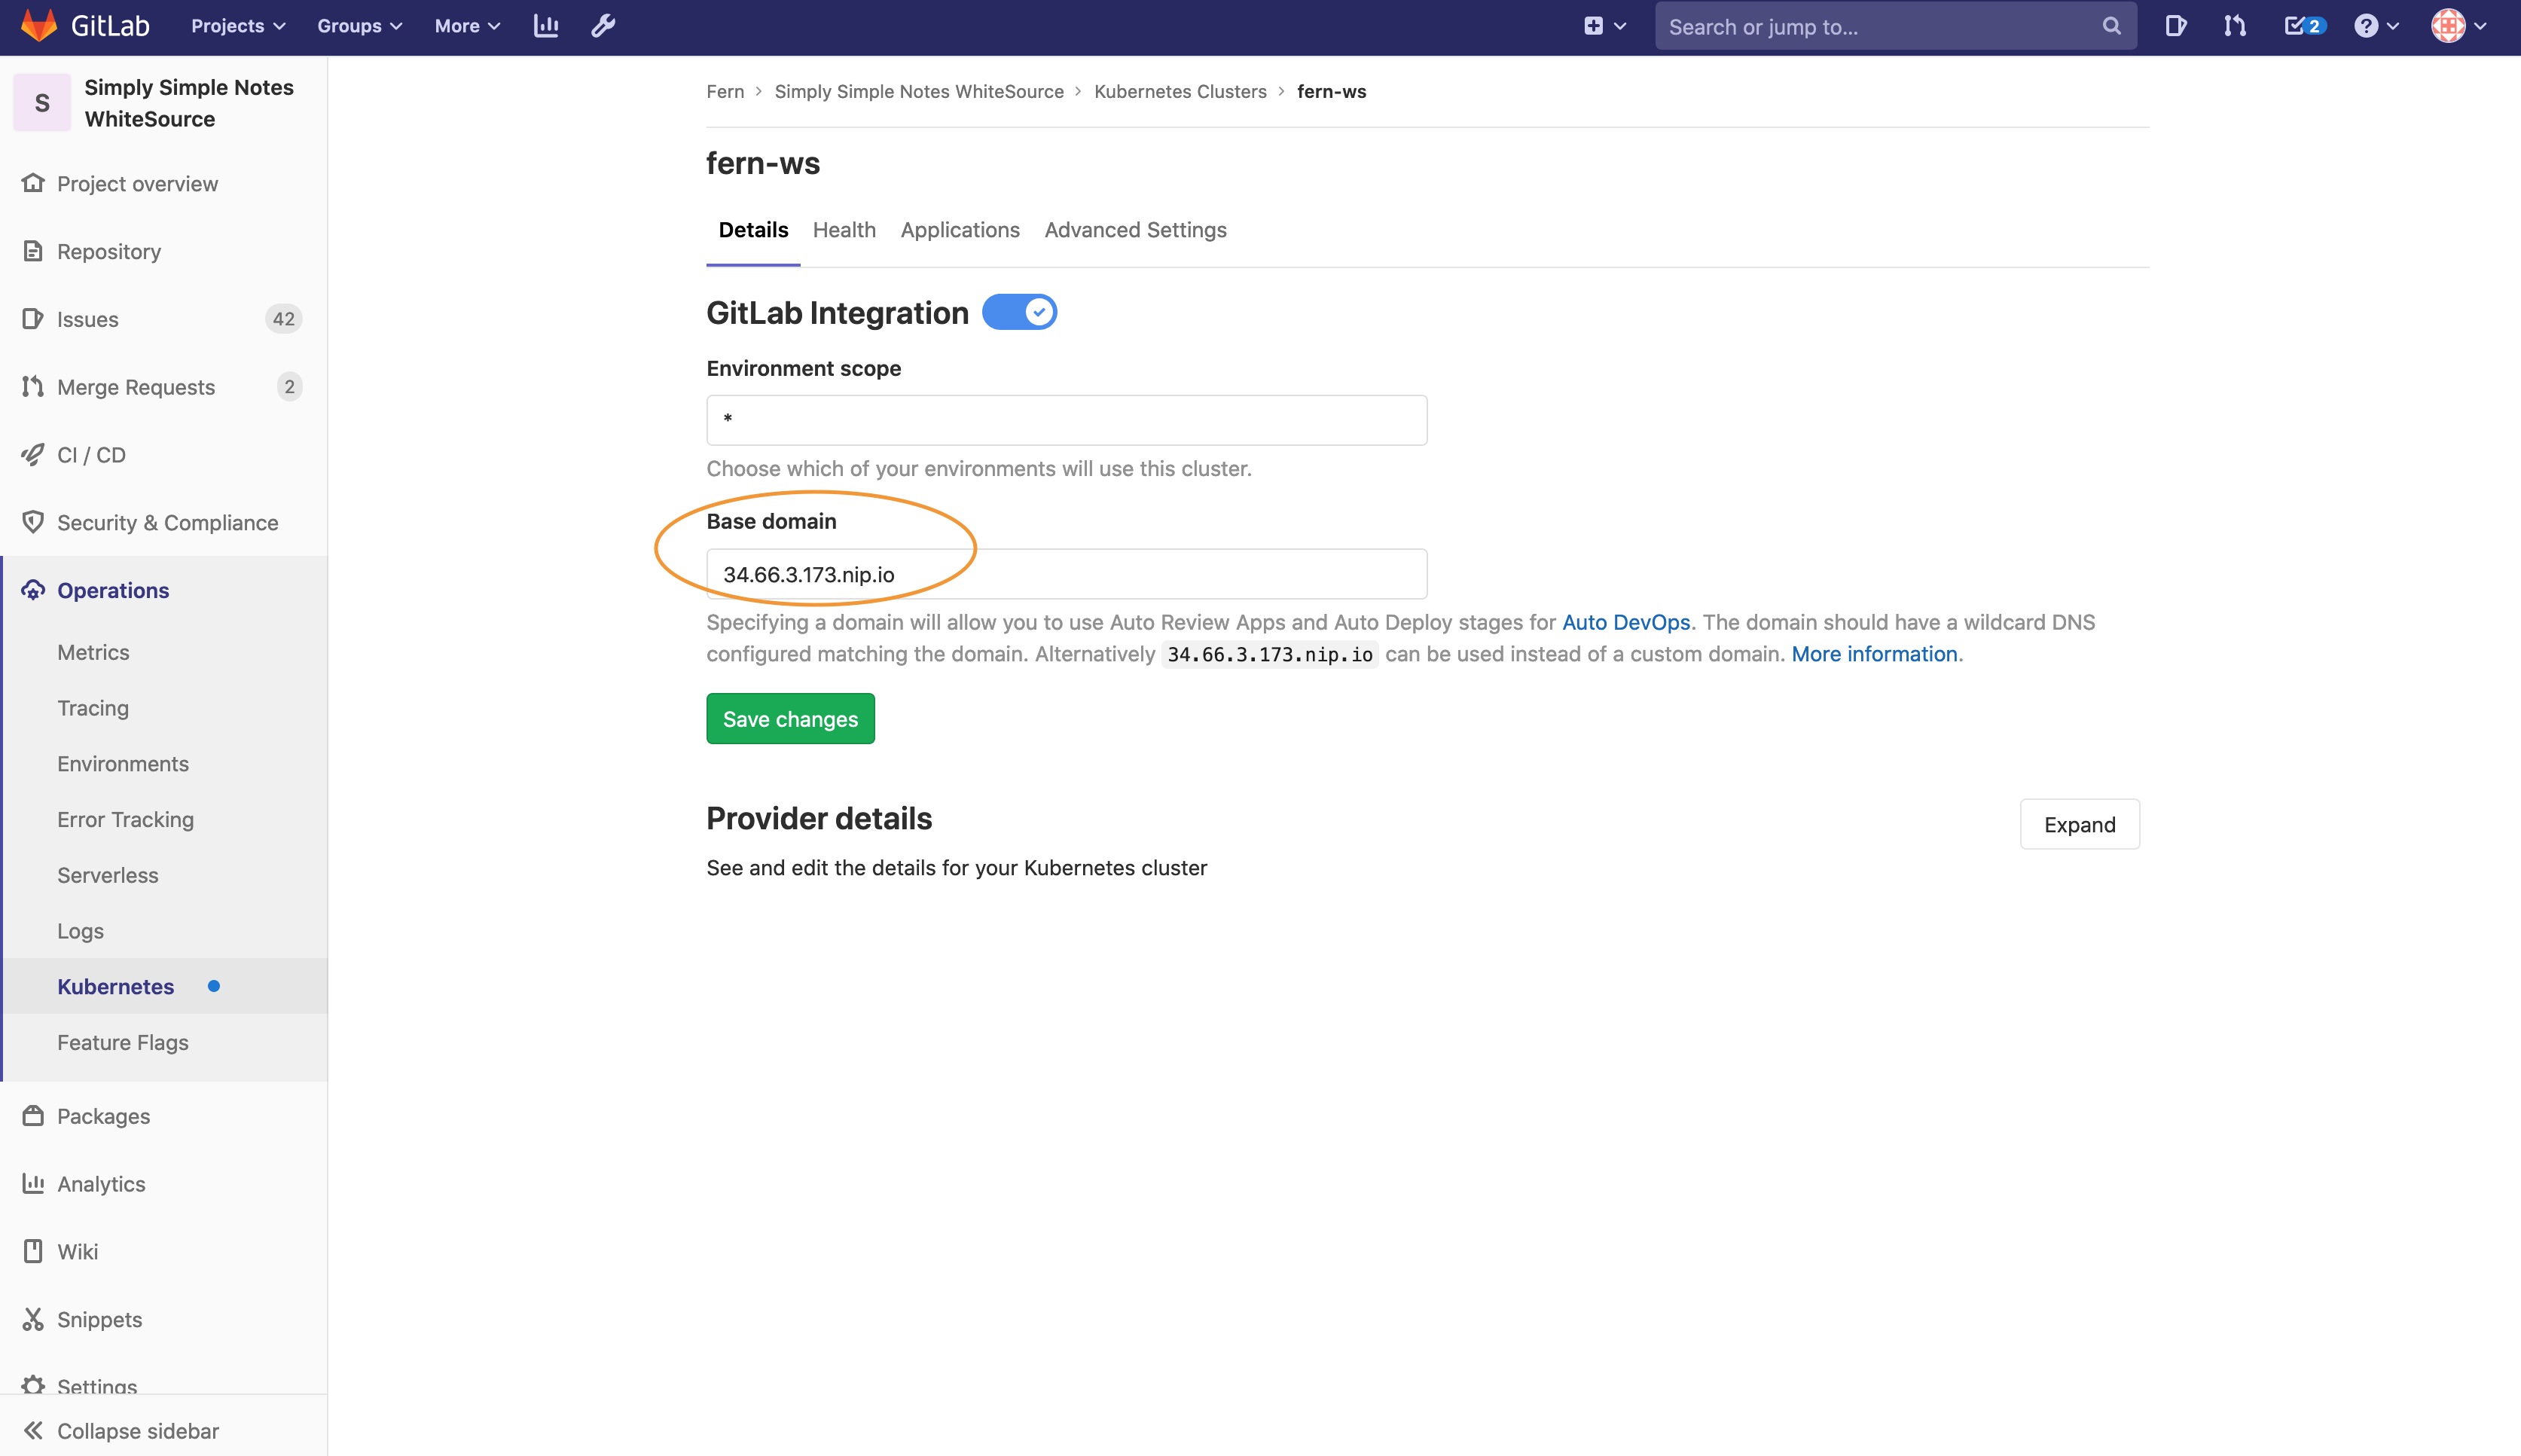 GitLab
Projects
Groups
More
Search or jump to...
2
S
Simply Simple Notes
WhiteSource
Project overview
Repository
Issues 42
Merge Requests 2
CI / CD
Security & Compliance
Operations
Metrics
Tracing
Environments
Error Tracking
Serverless
Logs
Kubernetes
Feature Flags
Packages
Analytics
Wiki
Snippets
Settings
Collapse sidebar
Fern > Simply Simple Notes WhiteSource > Kubernetes Clusters > fern-ws
fern-ws
Details Health Applications Advanced Settings
GitLab Integration
Environment scope
*
Choose which of your environments will use this cluster.
Base domain
34.66.3.173.nip.io
Specifying a domain will allow you to use Auto Review Apps and Auto Deploy stages for Auto DevOps. The domain should have a wildcard DNS
configured matching the domain. Alternatively 34.66.3.173.nip.io can be used instead of a custom domain. More information.
Save changes
Provider details
Expand
See and edit the details for your Kubernetes cluster